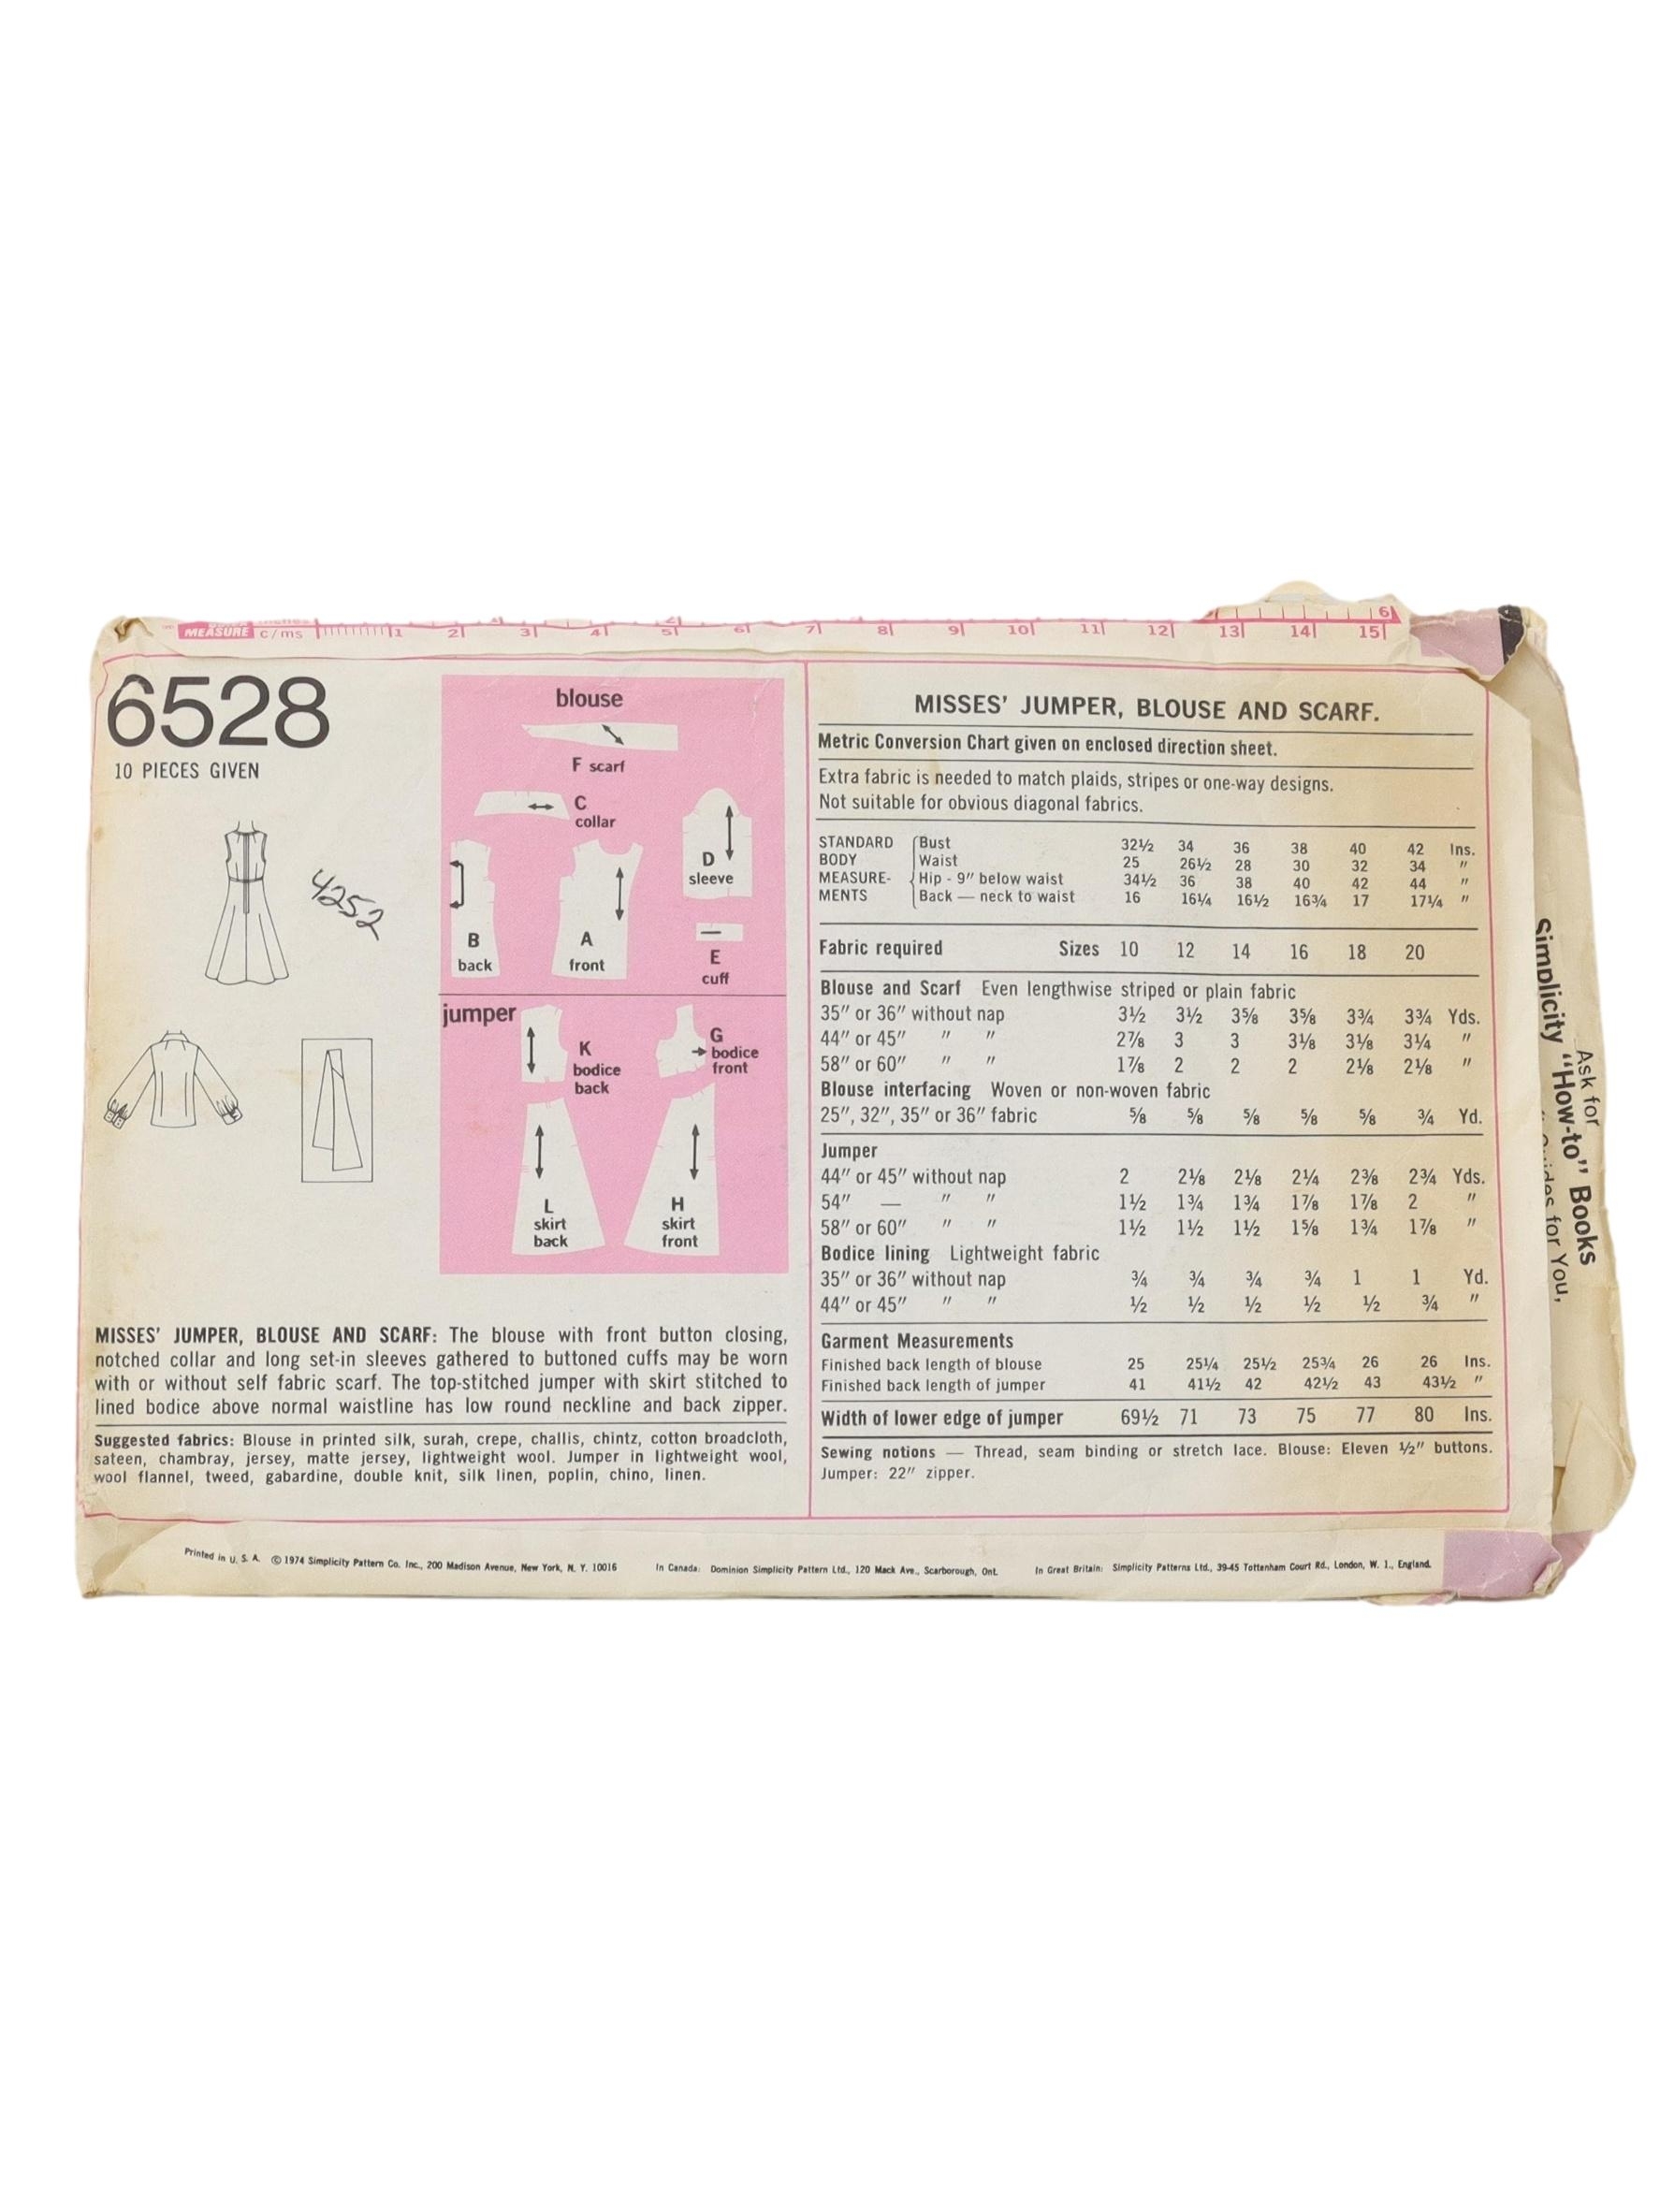 MEASURE c/ms 1 2 3 4 5 6 7 8 9 10 11 12 13 14 15
6
6528
10 PIECES GIVEN
4252
blouse
F scarf
C
collar
D
sleeve
B
back
A
front
E
cuff
jumper
K
bodice
back
G
bodice
front
L
skirt
back
H
skirt
front
MISSES' JUMPER, BLOUSE AND SCARF: The blouse with front button closing,
notched collar and long set-in sleeves gathered to buttoned cuffs may be worn
with or without self fabric scarf. The top-stitched jumper with skirt stitched to
lined bodice above normal waistline has low round neckline and back zipper.
Suggested fabrics: Blouse in printed silk, surah, crepe, challis, chintz, cotton broadcloth,
sateen, chambray, jersey, matte jersey, lightweight wool. Jumper in lightweight wool,
wool flannel, tweed, gabardine, double knit, silk linen, poplin, chino, linen.
MISSES' JUMPER, BLOUSE AND SCARF.
Metric Conversion Chart given on enclosed direction sheet.
Extra fabric is needed to match plaids, stripes or one-way designs.
Not suitable for obvious diagonal fabrics.
STANDARD Bust 32½ 34 36 38 40 42 Ins.
BODY Waist 25 26½ 28 30 32 34 "
MEASURE- Hip - 9" below waist 34½ 36 38 40 42 44 "
MENTS Back — neck to waist 16 16¼ 16½ 16¾ 17 17¼ "
Fabric required Sizes 10 12 14 16 18 20
Blouse and Scarf Even lengthwise striped or plain fabric
35" or 36" without nap 3½ 3½ 3⅝ 3⅝ 3¾ 3¾ Yds.
44" or 45" " " 2⅞ 3 3 3⅛ 3⅛ 3¼ "
58" or 60" " " 1⅞ 2 2 2 2⅛ 2⅛ "
Blouse interfacing Woven or non-woven fabric
25", 32", 35" or 36" fabric ⅝ ⅝ ⅝ ⅝ ⅝ ¾ Yd.
Jumper
44" or 45" without nap 2 2⅛ 2⅛ 2¼ 2⅜ 2¾ Yds.
54" — " " 1½ 1¾ 1¾ 1⅞ 1⅞ 2 "
58" or 60" " " 1½ 1½ 1½ 1⅝ 1¾ 1⅞ "
Bodice lining Lightweight fabric
35" or 36" without nap ¾ ¾ ¾ ¾ 1 1 Yd.
44" or 45" " " ½ ½ ½ ½ ½ ¾ "
Garment Measurements
Finished back length of blouse 25 25¼ 25½ 25¾ 26 26 Ins.
Finished back length of jumper 41 41½ 42 42½ 43 43½ "
Width of lower edge of jumper 69½ 71 73 75 77 80 Ins.
Sewing notions — Thread, seam binding or stretch lace. Blouse: Eleven ½" buttons.
Jumper: 22" zipper.
Printed in U. S. A. © 1974 Simplicity Pattern Co. Inc., 200 Madison Avenue, New York, N. Y. 10016 In Canada: Dominion Simplicity Pattern Ltd., 120 Mack Ave., Scarborough, Ont. In Great Britain: Simplicity Patterns Ltd., 39-45 Tottenham Court Rd., London, W. 1., England.
Ask for
Simplicity "How-to" Books
Guides for You,